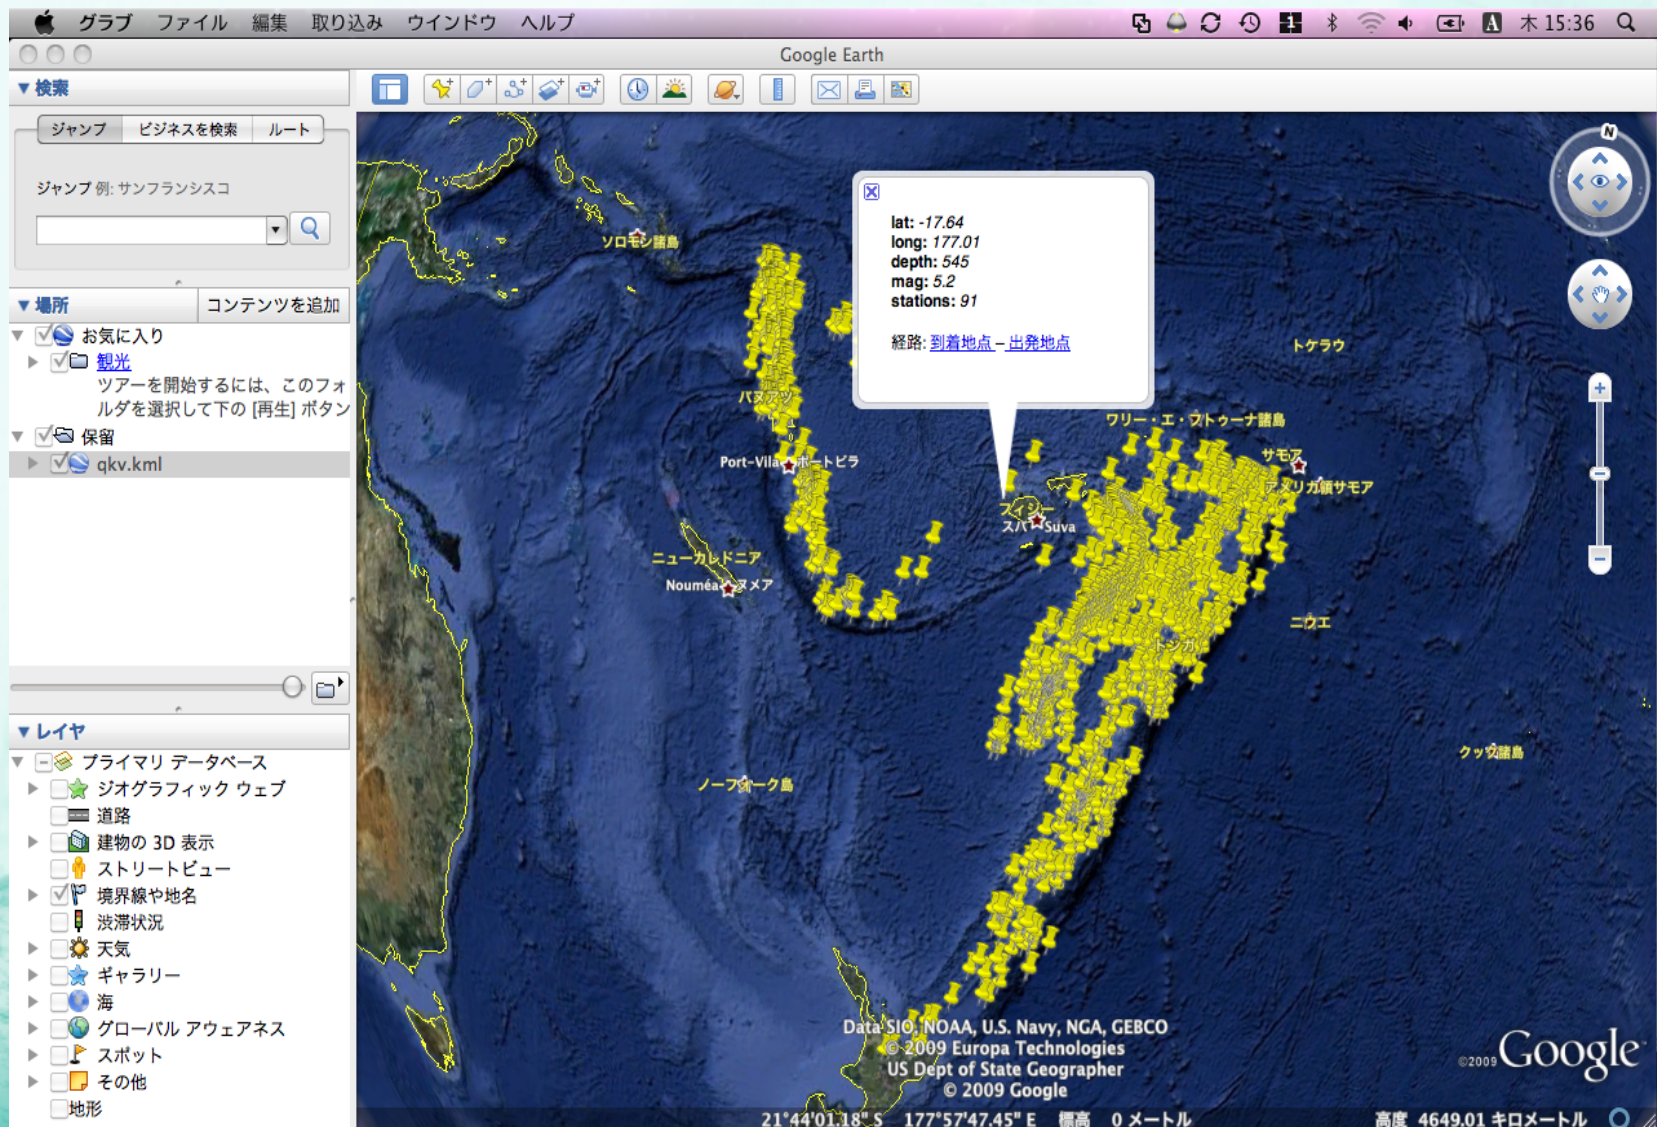 グラブ ファイル 編集 取り込み ウインドウ ヘルプ
1 A 木 15:36
Google Earth
▼検索
ジャンプ ビジネスを検索 ルート
ジャンプ 例: サンフランシスコ
▼場所 コンテンツを追加
お気に入り
観光
ツアーを開始するには、このフォ
ルダを選択して下の [再生] ボタン
保留
qkv.kml
▼レイヤ
プライマリ データベース
ジオグラフィック ウェブ
道路
建物の 3D 表示
ストリートビュー
境界線や地名
渋滞状況
天気
ギャラリー
海
グローバル アウェアネス
スポット
その他
地形
N
lat: -17.64
long: 177.01
depth: 545
mag: 5.2
stations: 91
経路: 到着地点 – 出発地点
ソロモン諸島
トケラウ
バヌアツ
ワリー・エ・フトゥーナ諸島
Port-Vila ポートビラ
サモア
アメリカ領サモア
フィジー
スバ Suva
ニューカレドニア
Nouméa ヌメア
ニウエ
トンガ
クック諸島
ノーフォーク島
Data SIO, NOAA, U.S. Navy, NGA, GEBCO
© 2009 Europa Technologies
US Dept of State Geographer
© 2009 Google
©2009 Google
21°44'01.18" S 177°57'47.45" E 標高 0 メートル 高度 4649.01 キロメートル